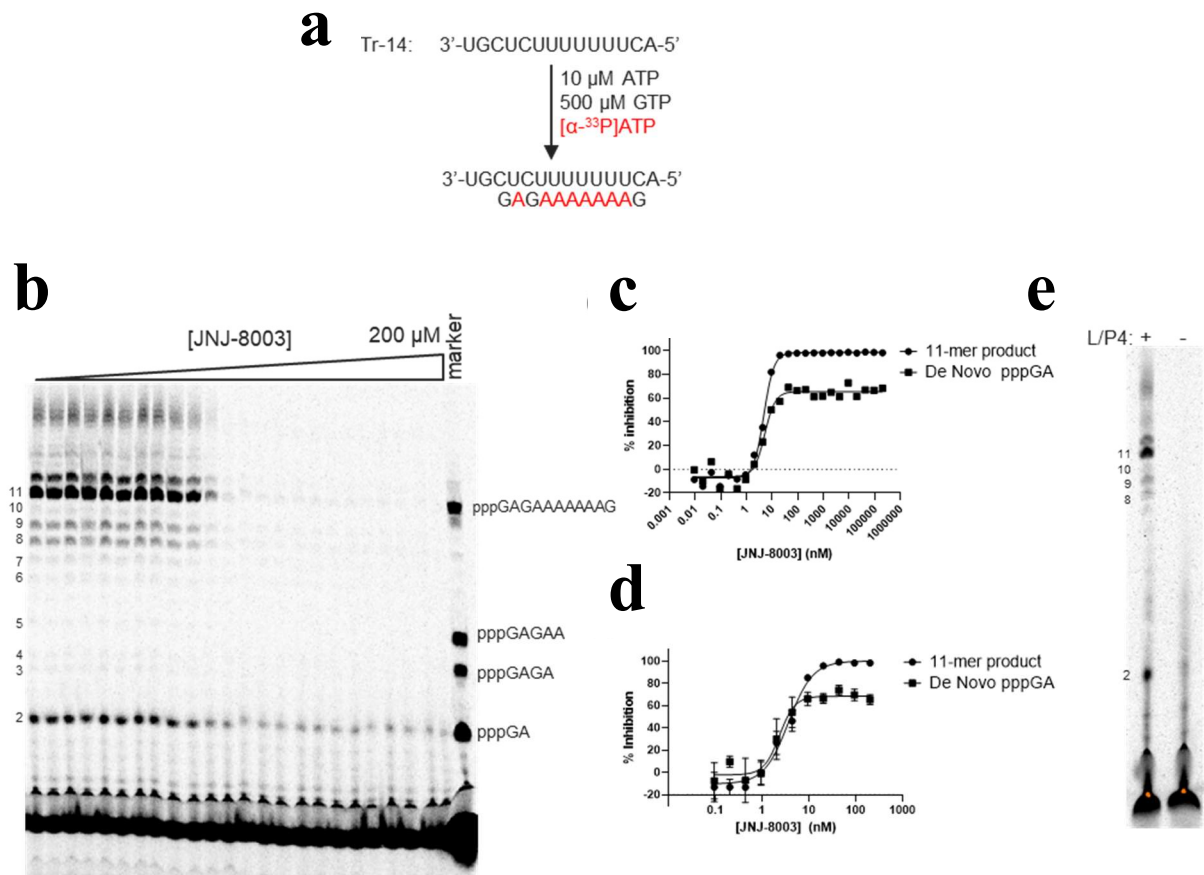 a
Tr-14: 3’-UGCUCUUUUUUUCA-5’
10 µM ATP
500 µM GTP
[α-³³P]ATP
3’-UGCUCUUUUUUUCA-5’
GAGAAAAAAAG
b
[JNJ-8003]
200 µM
marker
11
10
9
8
7
6
5
4
3
2
pppGAGAAAAAAAG
pppGAGAA
pppGAGA
pppGA
c
% inhibition
100
80
60
40
20
0
-20
0.001
0.01
0.1
1
10
100
1000
10000
100000
1000000
[JNJ-8003] (nM)
11-mer product
De Novo pppGA
d
% Inhibition
100
80
60
40
20
0
-20
0.1
1
10
100
1000
[JNJ-8003] (nM)
11-mer product
De Novo pppGA
e
L/P4: + -
11
10
9
8
2